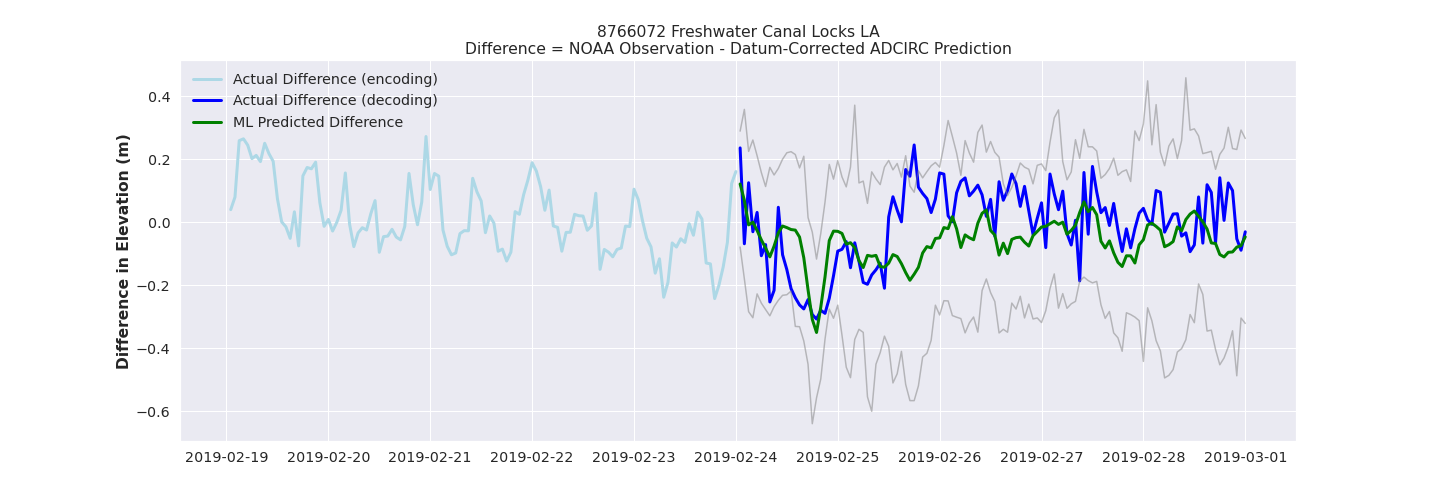 8766072 Freshwater Canal Locks LA
Difference = NOAA Observation - Datum-Corrected ADCIRC Prediction
Actual Difference (encoding)
Actual Difference (decoding)
ML Predicted Difference
Difference in Elevation (m)
0.4
0.2
0.0
−0.2
−0.4
−0.6
2019-02-19 2019-02-20 2019-02-21 2019-02-22 2019-02-23 2019-02-24 2019-02-25 2019-02-26 2019-02-27 2019-02-28 2019-03-01